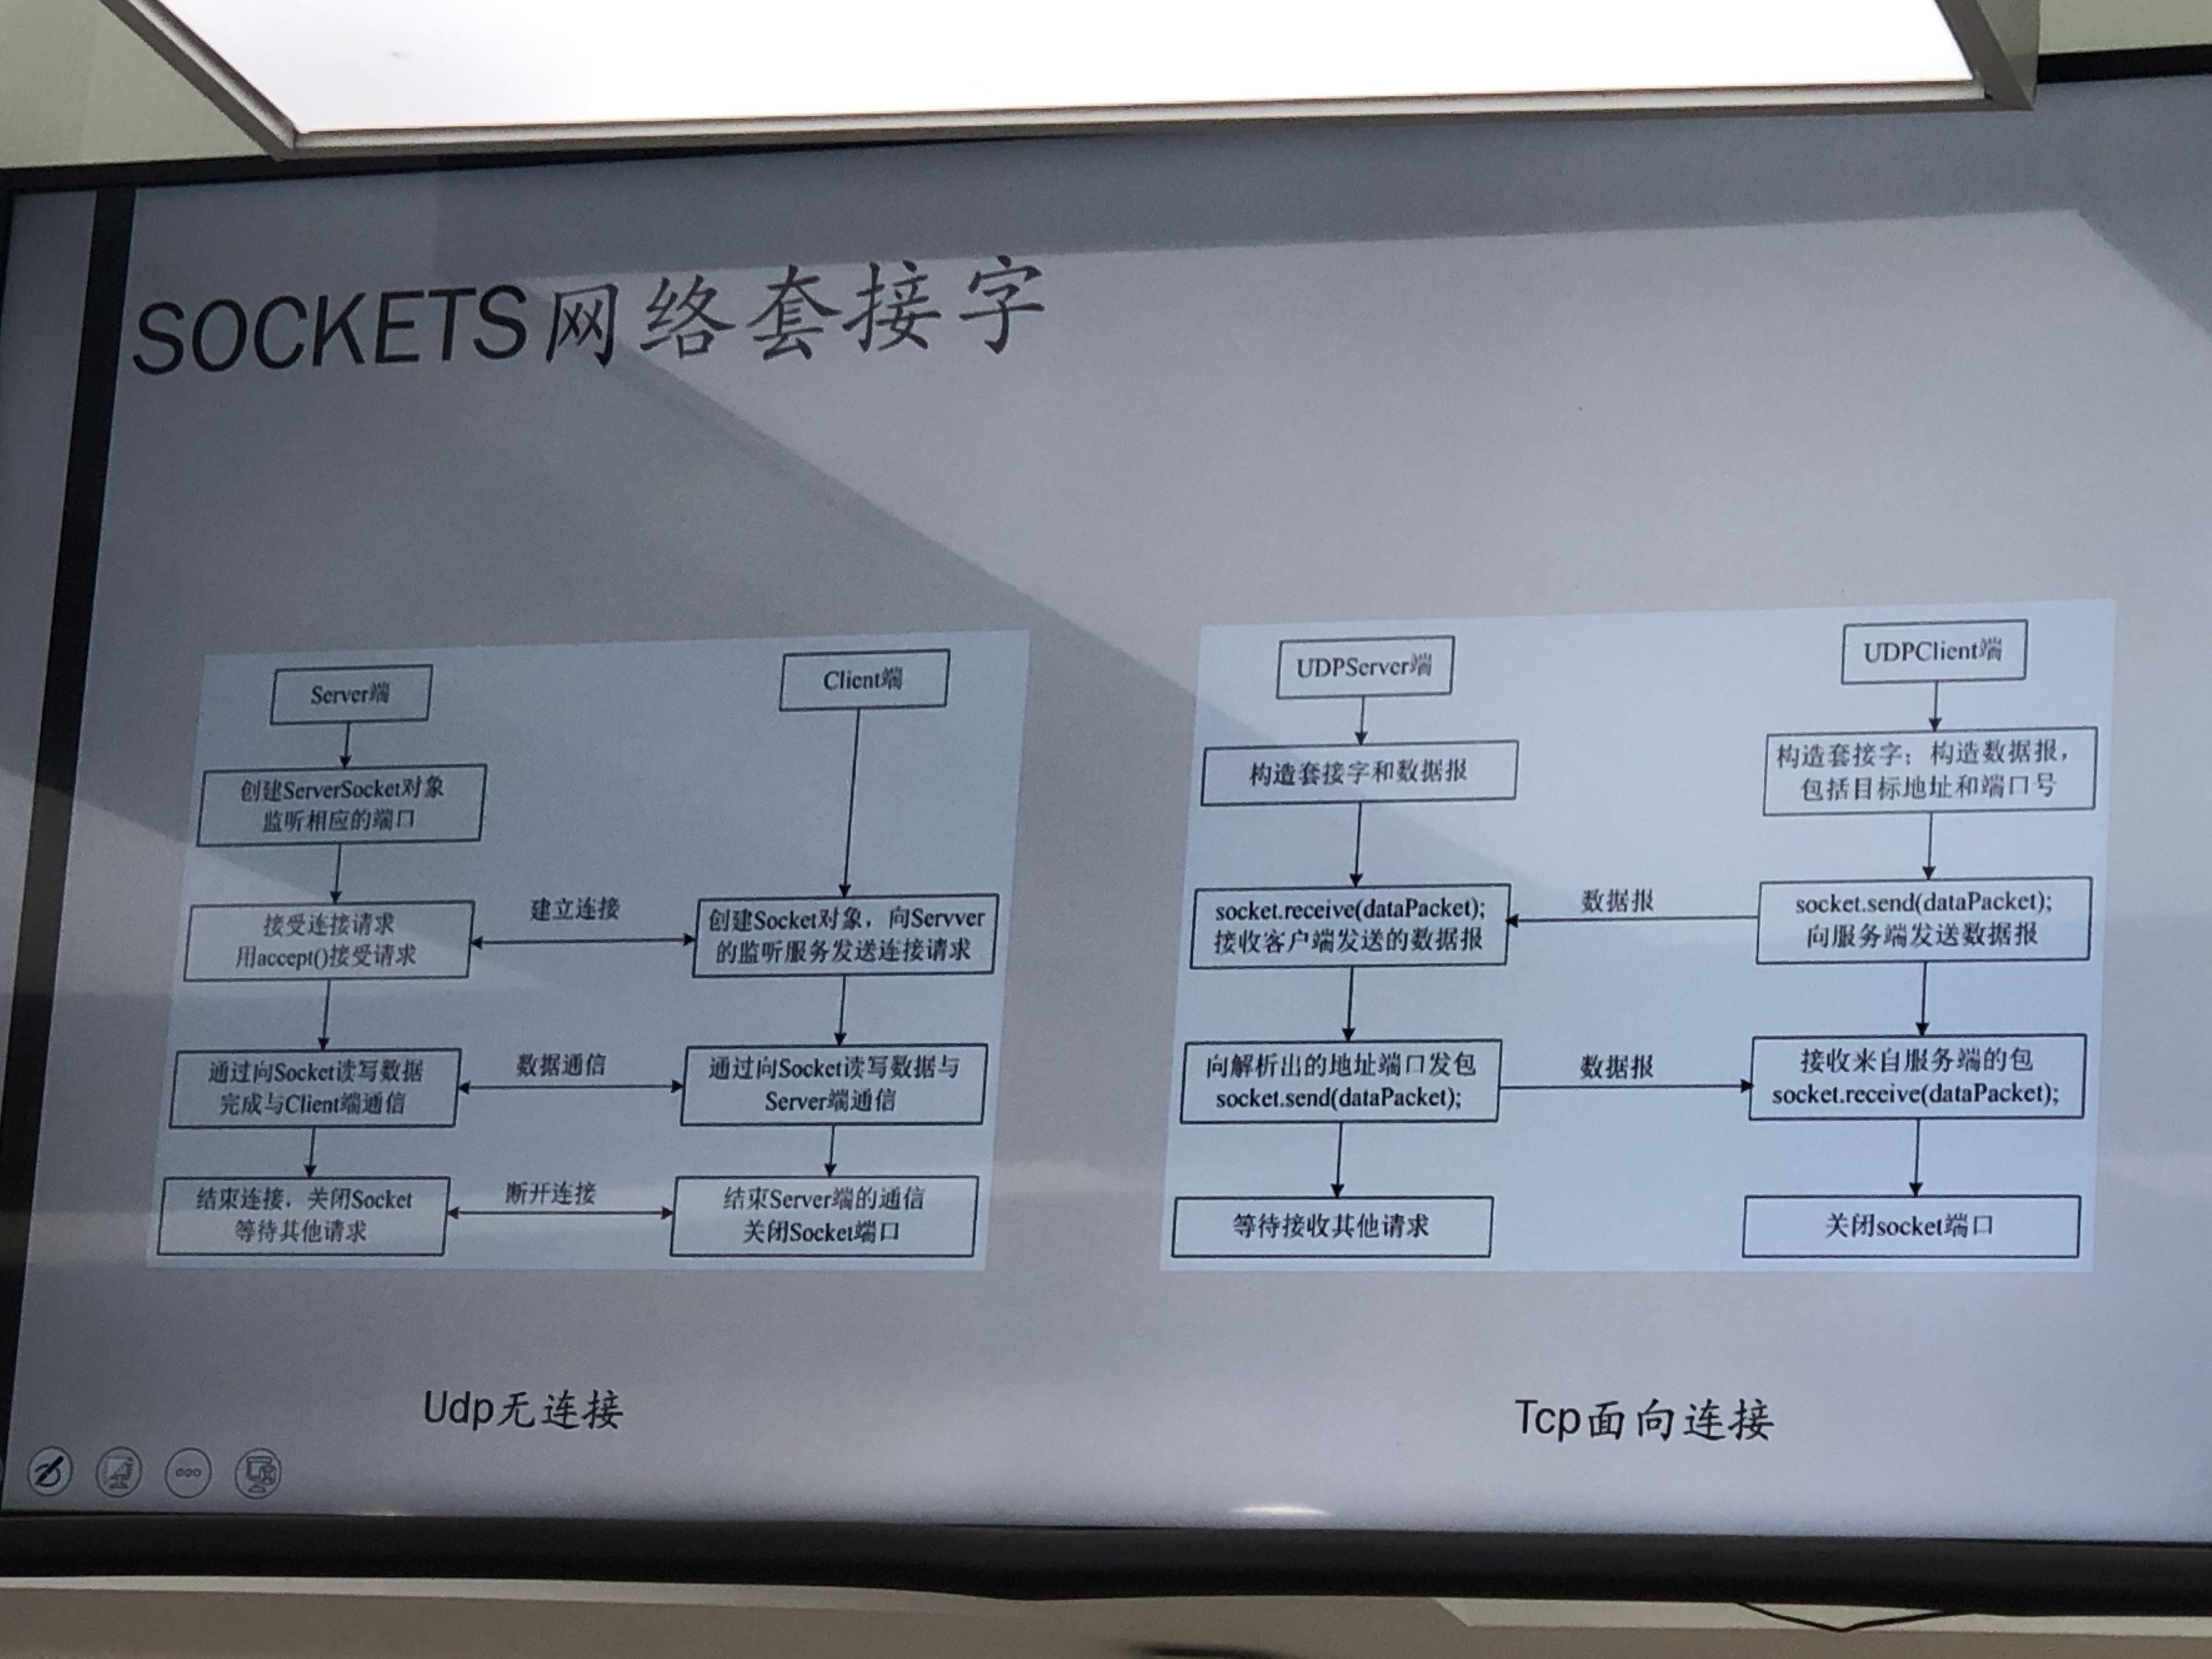 SOCKETS网络套接字
Server端
Client端
创建ServerSocket对象
监听相应的端口
接受连接请求
用accept()接受请求
建立连接
创建Socket对象，向Servver
的监听服务发送连接请求
通过向Socket读写数据
完成与Client端通信
数据通信
通过向Socket读写数据与
Server端通信
结束连接，关闭Socket
等待其他请求
断开连接
结束Server端的通信
关闭Socket端口
Udp无连接
UDPServer端
UDPClient端
构造套接字和数据报
构造套接字；构造数据报，
包括目标地址和端口号
socket.receive(dataPacket);
接收客户端发送的数据报
数据报
socket.send(dataPacket);
向服务端发送数据报
向解析出的地址端口发包
socket.send(dataPacket);
数据报
接收来自服务端的包
socket.receive(dataPacket);
等待接收其他请求
关闭socket端口
Tcp面向连接